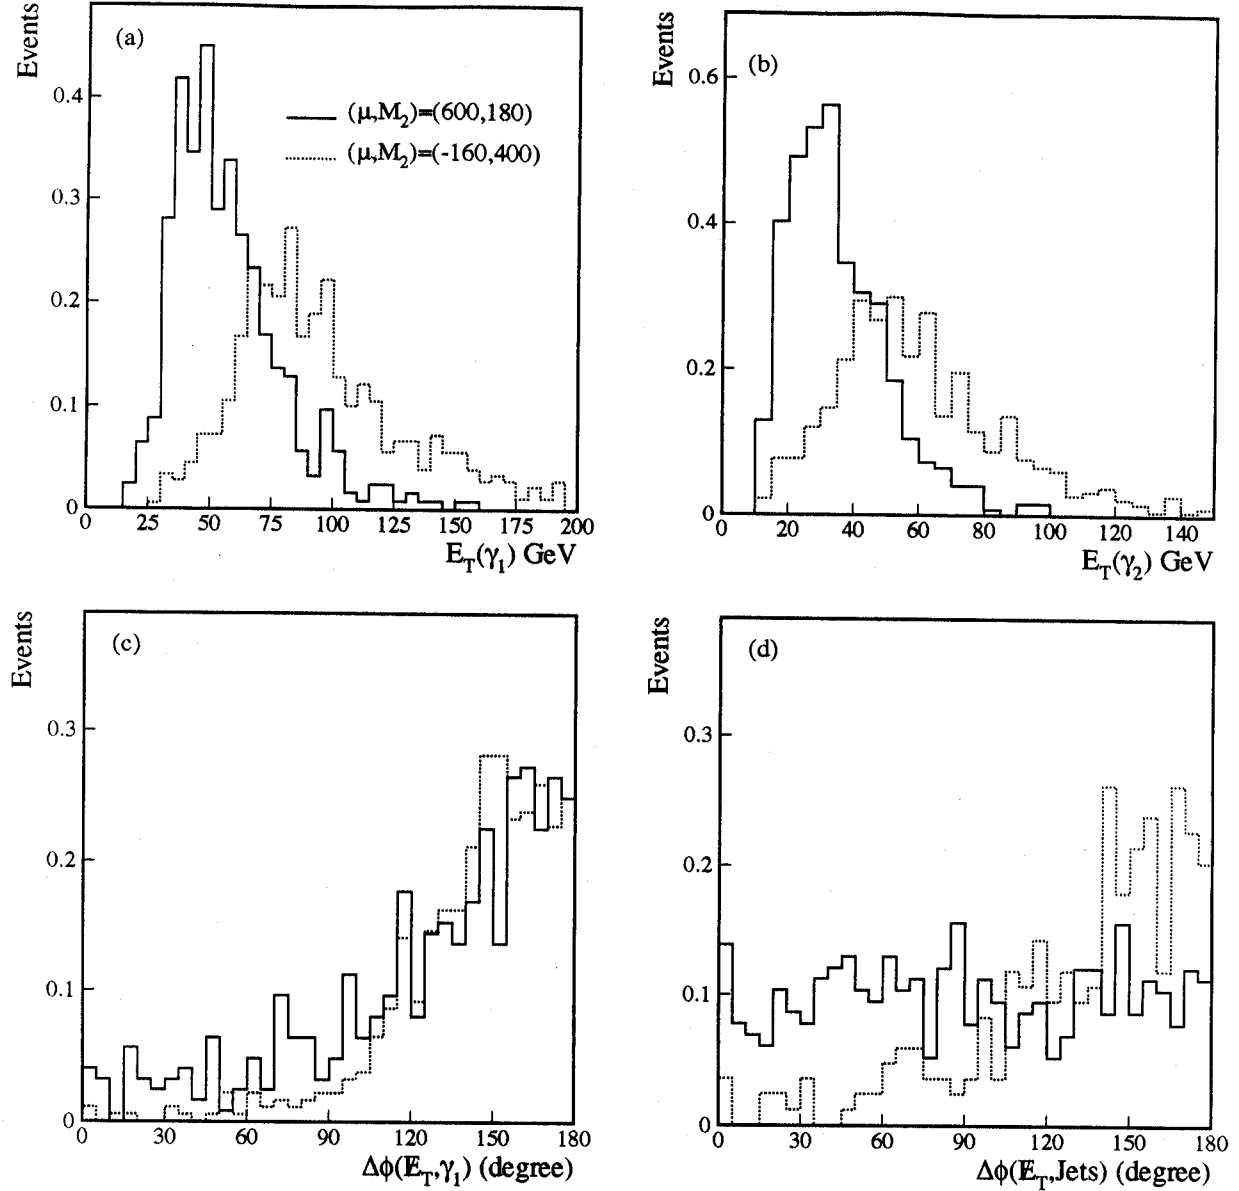 Events
(a)
0.4
0.3
0.2
0.1
0
(μ,M₂)=(600,180)
(μ,M₂)=(-160,400)
0 25 50 75 100 125 150 175 200
E_T(γ₁) GeV
Events
(b)
0.6
0.4
0.2
0
0 20 40 60 80 100 120 140
E_T(γ₂) GeV
Events
(c)
0.3
0.2
0.1
0
0 30 60 90 120 150 180
Δϕ(E̸_T,γ₁) (degree)
Events
(d)
0.3
0.2
0.1
0
0 30 60 90 120 150 180
Δϕ(E̸_T,Jets) (degree)